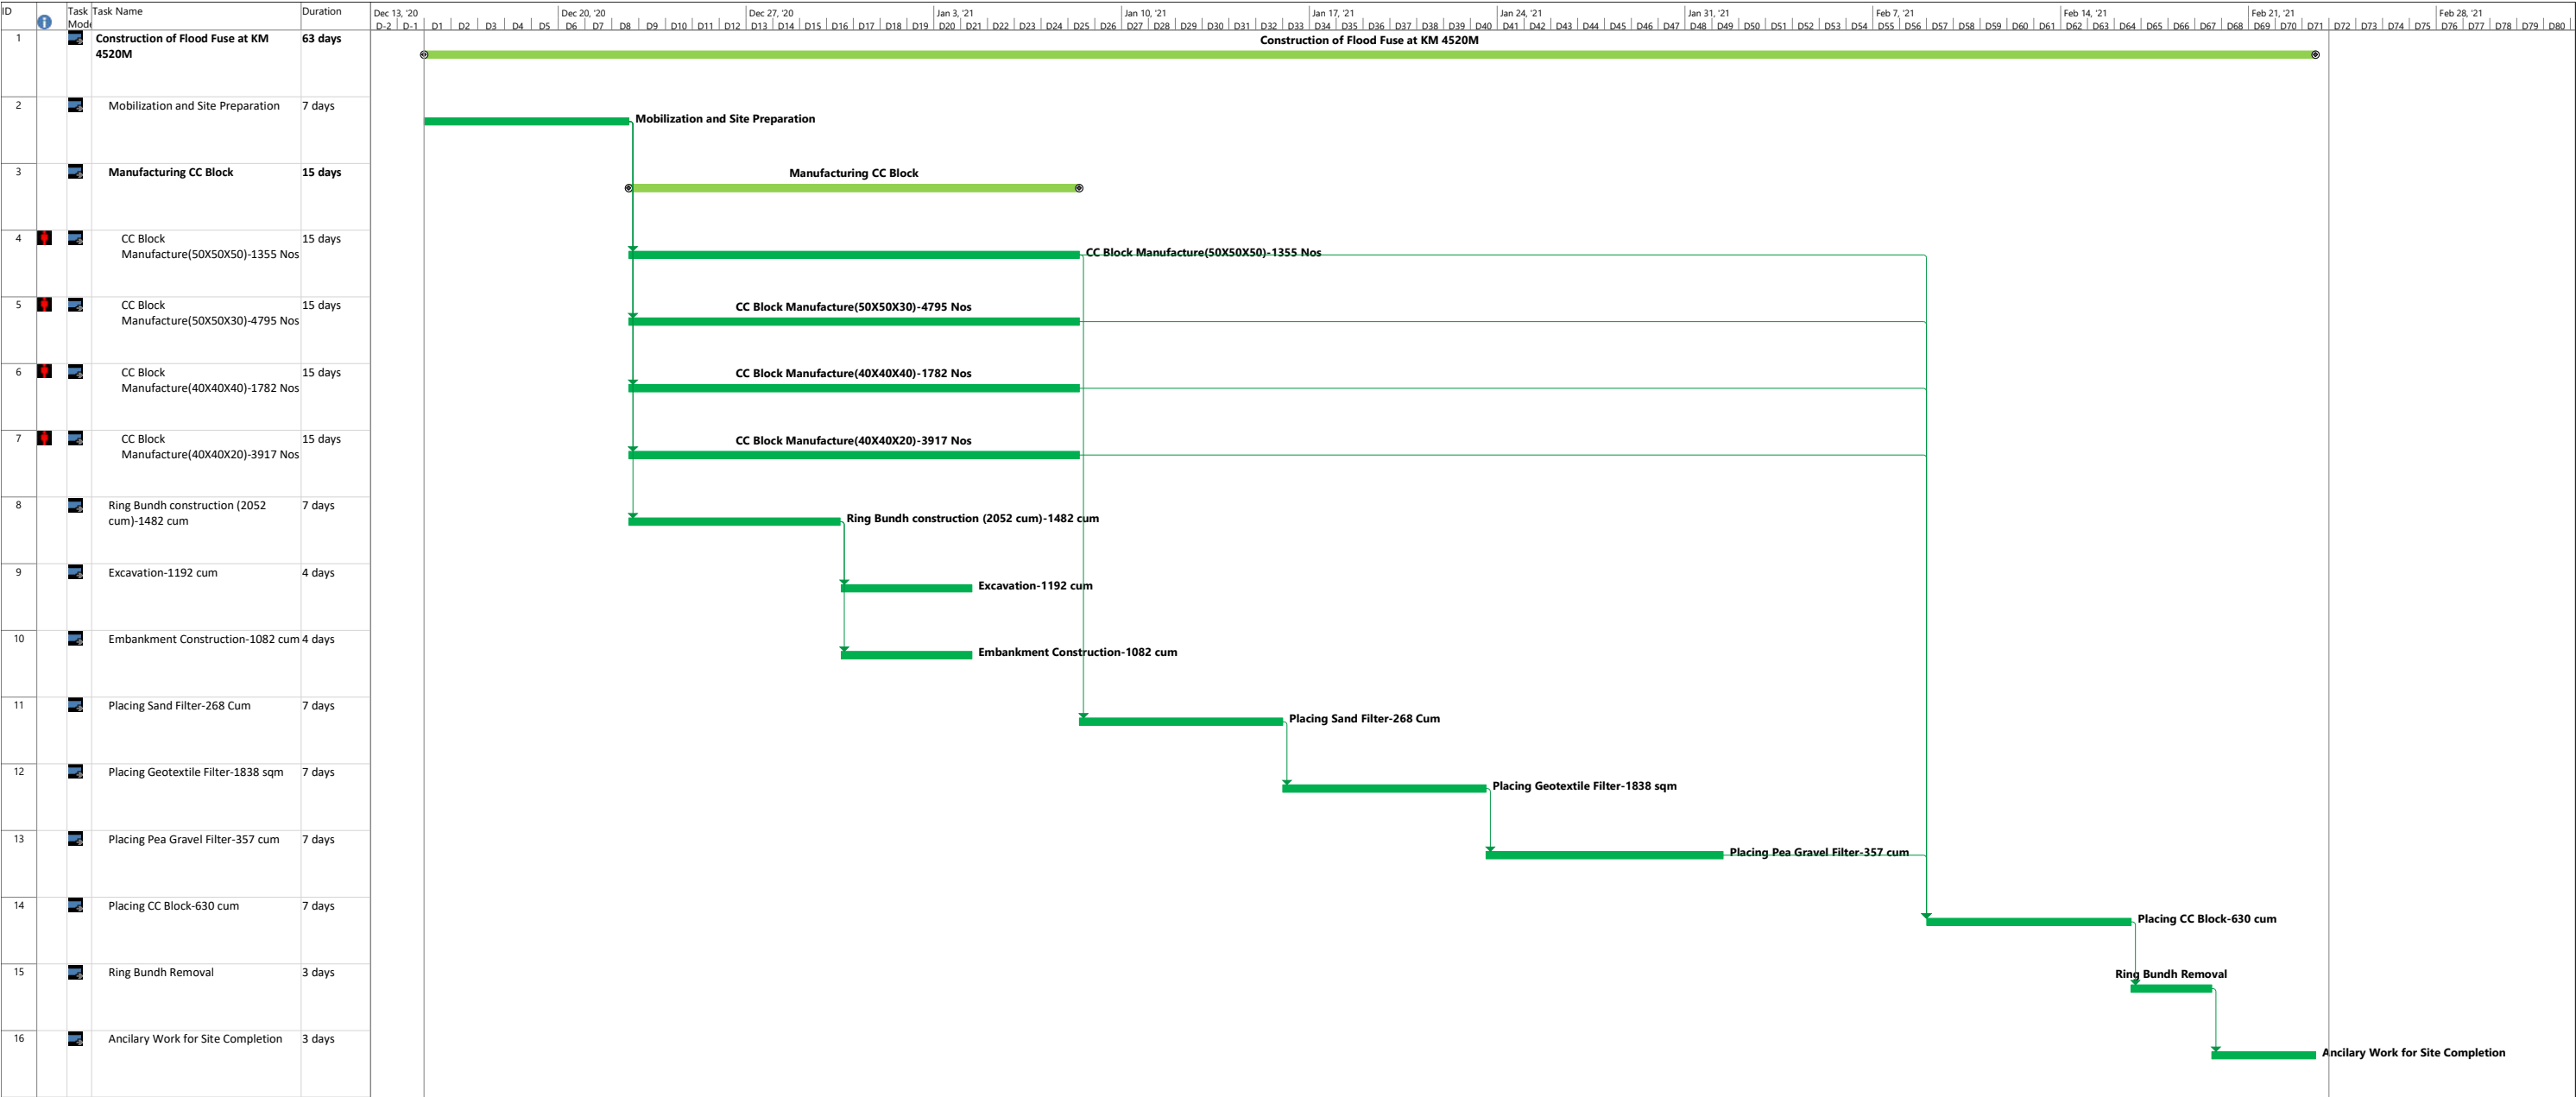 ID
Task Mode
Task Name
Duration
Dec 13, '20
Dec 20, '20
Dec 27, '20
Jan 3, '21
Jan 10, '21
Jan 17, '21
Jan 24, '21
Jan 31, '21
Feb 7, '21
Feb 14, '21
Feb 21, '21
Feb 28, '21
D-2 D-1 D1 D2 D3 D4 D5 D6 D7 D8 D9 D10 D11 D12 D13 D14 D15 D16 D17 D18 D19 D20 D21 D22 D23 D24 D25 D26 D27 D28 D29 D30 D31 D32 D33 D34 D35 D36 D37 D38 D39 D40 D41 D42 D43 D44 D45 D46 D47 D48 D49 D50 D51 D52 D53 D54 D55 D56 D57 D58 D59 D60 D61 D62 D63 D64 D65 D66 D67 D68 D69 D70 D71 D72 D73 D74 D75 D76 D77 D78 D79 D80
1 Construction of Flood Fuse at KM 63 days
4520M
Construction of Flood Fuse at KM 4520M
2 Mobilization and Site Preparation 7 days
Mobilization and Site Preparation
3 Manufacturing CC Block 15 days
Manufacturing CC Block
4 CC Block 15 days
Manufacture(50X50X50)-1355 Nos
CC Block Manufacture(50X50X50)-1355 Nos
5 CC Block 15 days
Manufacture(50X50X30)-4795 Nos
CC Block Manufacture(50X50X30)-4795 Nos
6 CC Block 15 days
Manufacture(40X40X40)-1782 Nos
CC Block Manufacture(40X40X40)-1782 Nos
7 CC Block 15 days
Manufacture(40X40X20)-3917 Nos
CC Block Manufacture(40X40X20)-3917 Nos
8 Ring Bundh construction (2052 7 days
cum)-1482 cum
Ring Bundh construction (2052 cum)-1482 cum
9 Excavation-1192 cum 4 days
Excavation-1192 cum
10 Embankment Construction-1082 cum 4 days
Embankment Construction-1082 cum
11 Placing Sand Filter-268 Cum 7 days
Placing Sand Filter-268 Cum
12 Placing Geotextile Filter-1838 sqm 7 days
Placing Geotextile Filter-1838 sqm
13 Placing Pea Gravel Filter-357 cum 7 days
Placing Pea Gravel Filter-357 cum
14 Placing CC Block-630 cum 7 days
Placing CC Block-630 cum
15 Ring Bundh Removal 3 days
Ring Bundh Removal
16 Ancilary Work for Site Completion 3 days
Ancilary Work for Site Completion